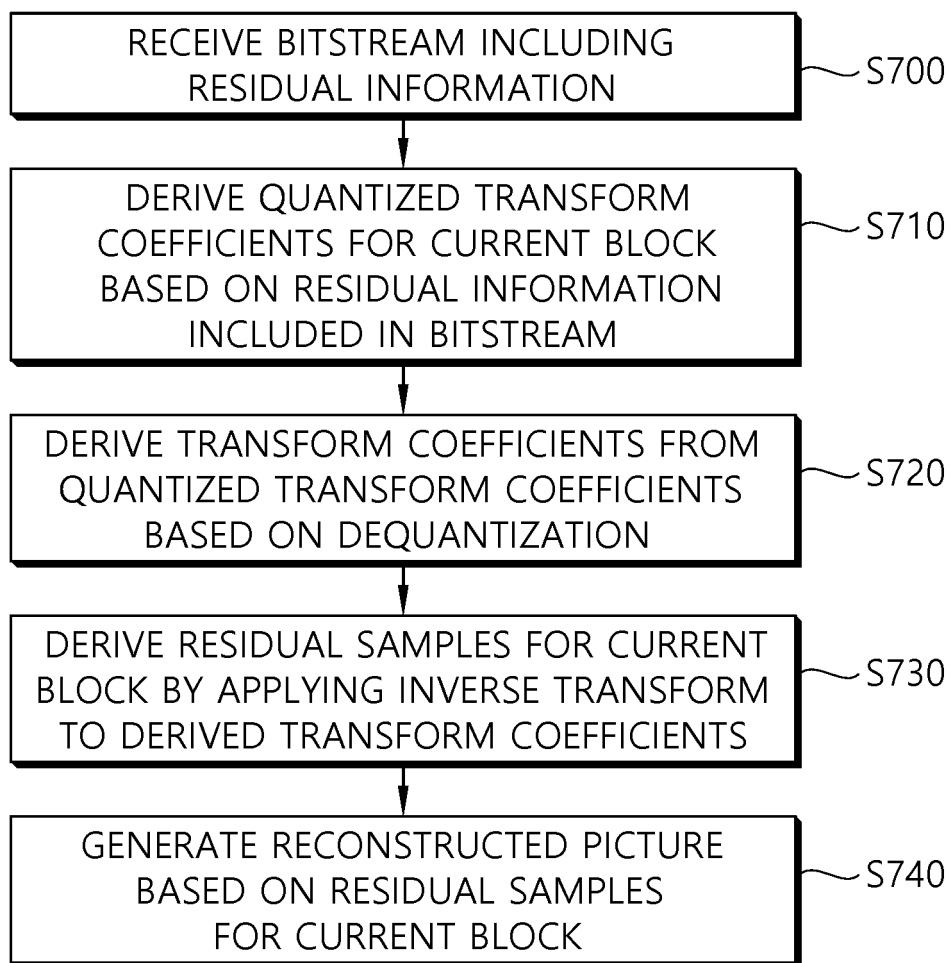 RECEIVE BITSTREAM INCLUDING
RESIDUAL INFORMATION
S700
DERIVE QUANTIZED TRANSFORM
COEFFICIENTS FOR CURRENT BLOCK
BASED ON RESIDUAL INFORMATION
INCLUDED IN BITSTREAM
S710
DERIVE TRANSFORM COEFFICIENTS FROM
QUANTIZED TRANSFORM COEFFICIENTS
BASED ON DEQUANTIZATION
S720
DERIVE RESIDUAL SAMPLES FOR CURRENT
BLOCK BY APPLYING INVERSE TRANSFORM
TO DERIVED TRANSFORM COEFFICIENTS
S730
GENERATE RECONSTRUCTED PICTURE
BASED ON RESIDUAL SAMPLES
FOR CURRENT BLOCK
S740